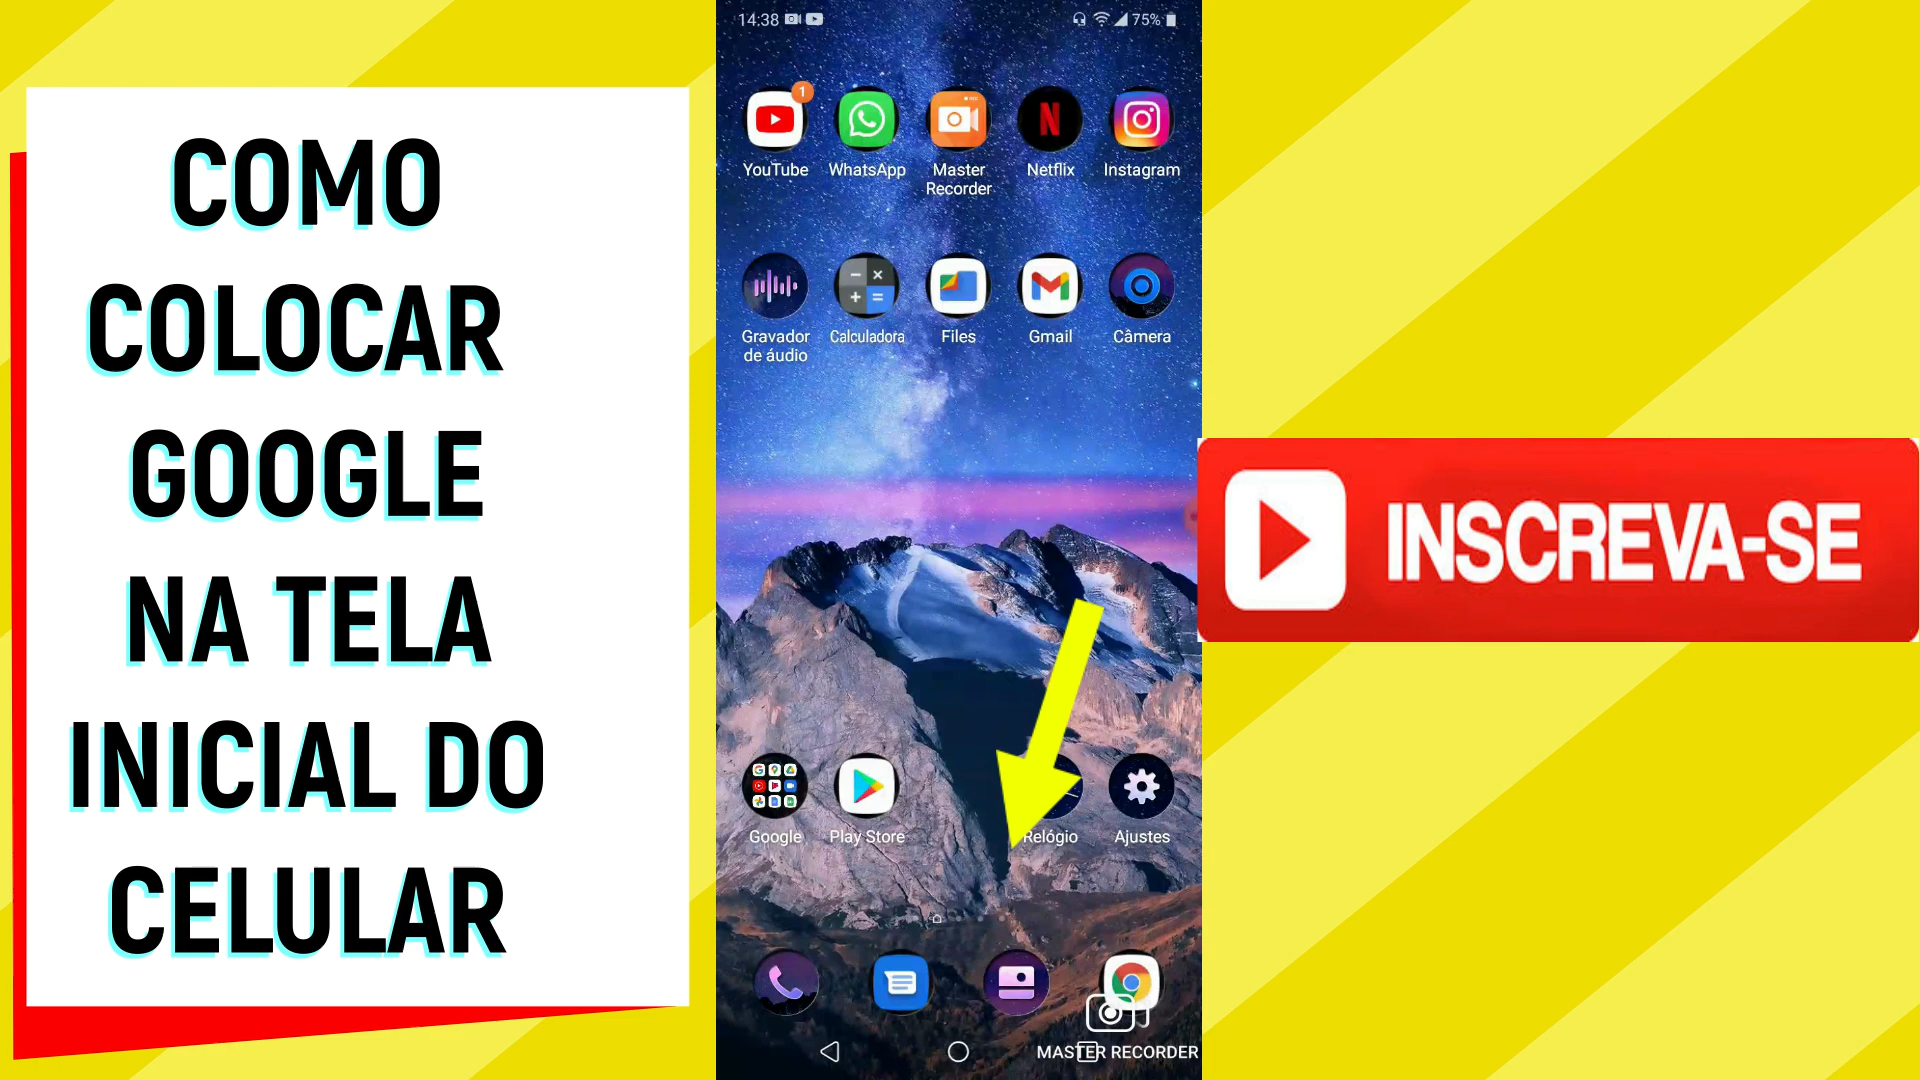 COMO
COLOCAR
GOOGLE
NA TELA
INICIAL DO
CELULAR
14:38
75%
1
YouTube
WhatsApp
Master
Recorder
Netflix
Instagram
Gravador
de áudio
Calculadora
Files
Gmail
Câmera
Google
Play Store
Relógio
Ajustes
MASTER RECORDER
INSCREVA-SE